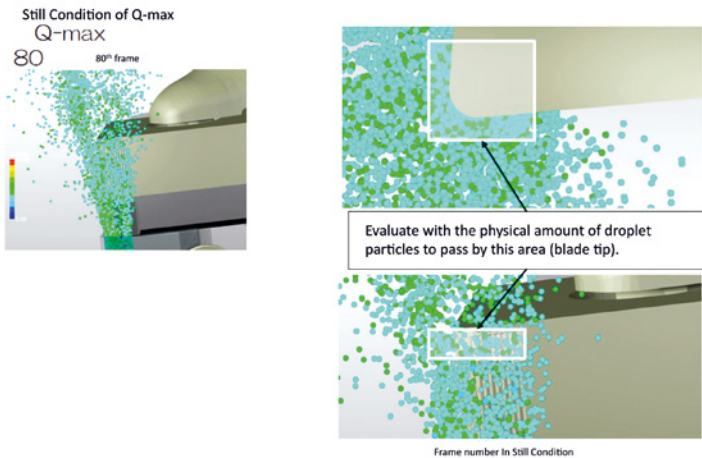 Still Condition of Q-max
Q-max
80
80th frame
Evaluate with the physical amount of droplet
particles to pass by this area (blade tip).
Frame number In Still Condition